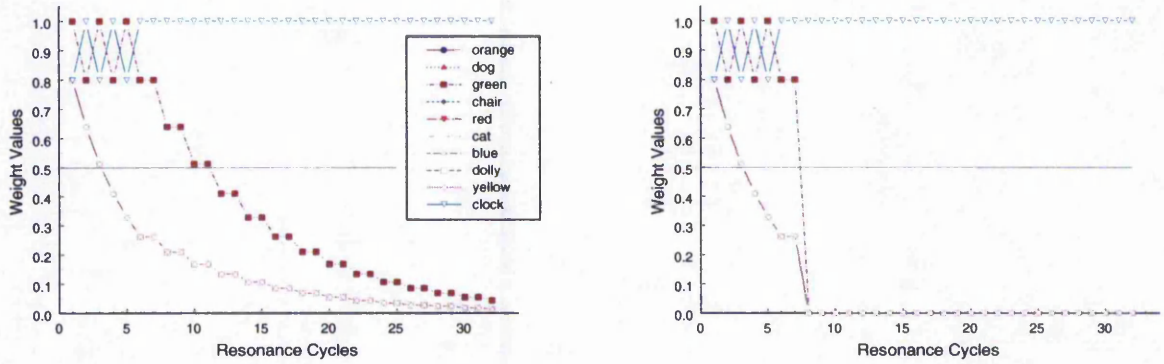 1.0
0.9
0.8
0.7
0.6
0.5
0.4
0.3
0.2
0.1
0.0
Weight Values
0 5 10 15 20 25 30
Resonance Cycles
orange
dog
green
chair
red
cat
blue
dolly
yellow
clock
1.0
0.9
0.8
0.7
0.6
0.5
0.4
0.3
0.2
0.1
0.0
Weight Values
0 5 10 15 20 25 30
Resonance Cycles